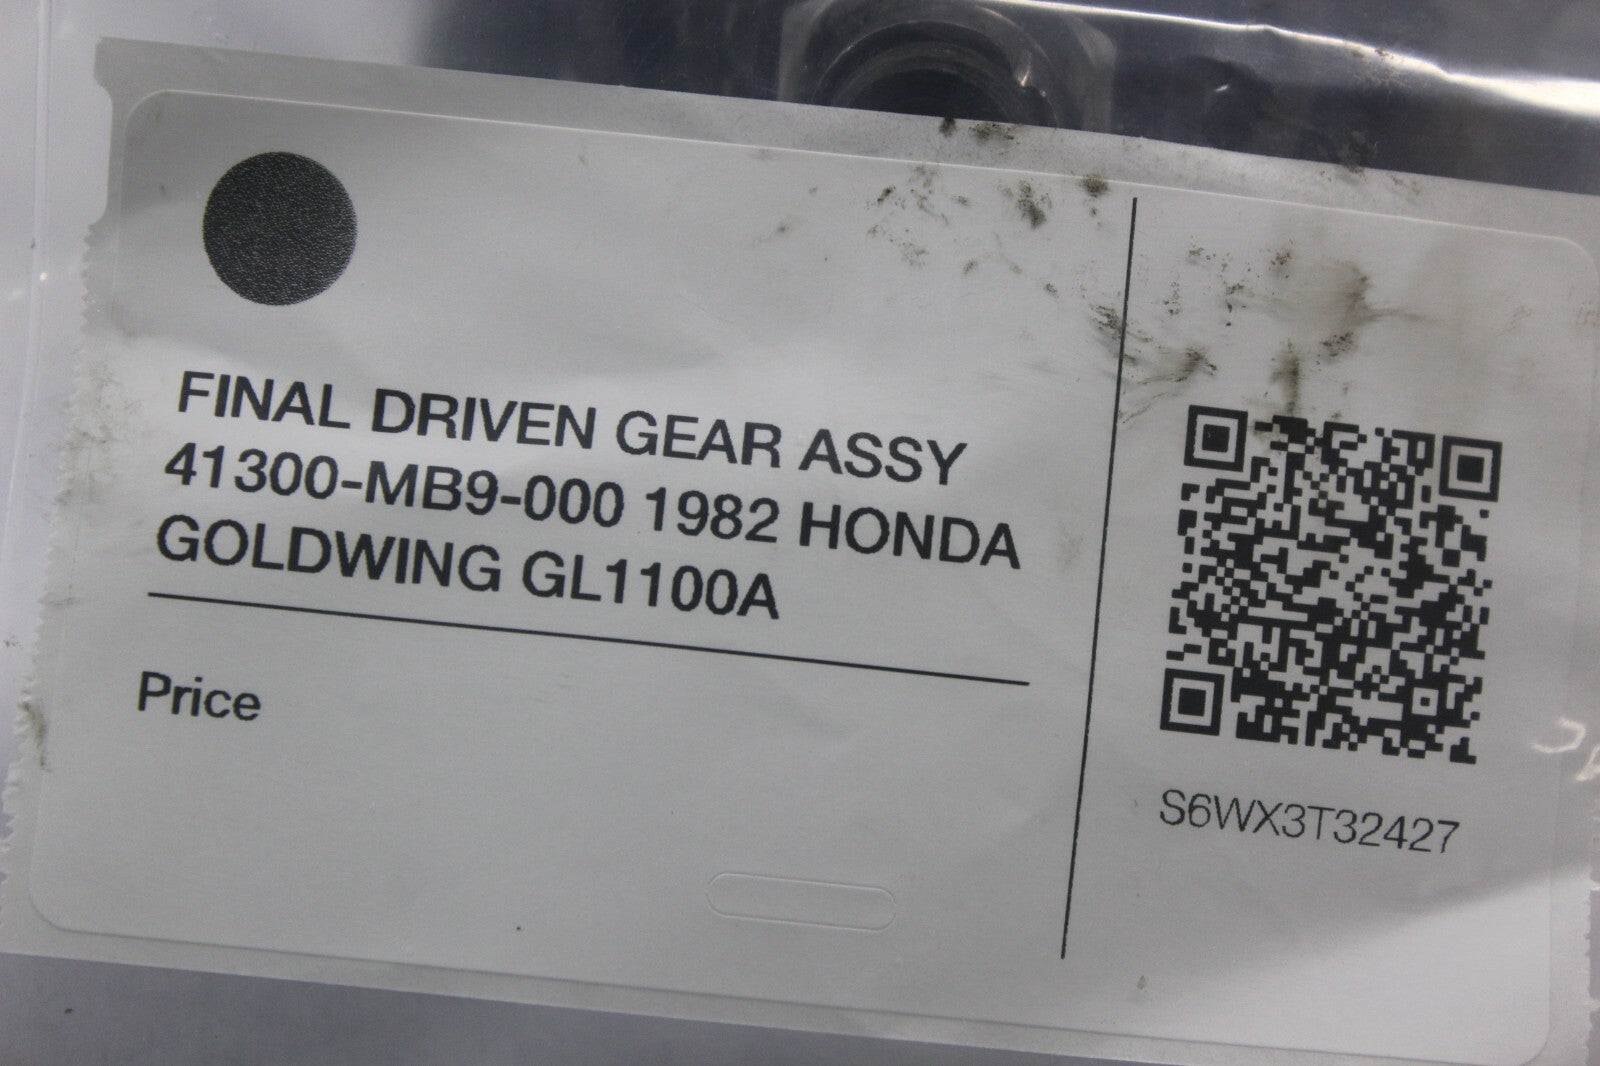 FINAL DRIVEN GEAR ASSY
41300-MB9-000 1982 HONDA
GOLDWING GL1100A
Price
S6WX3T32427